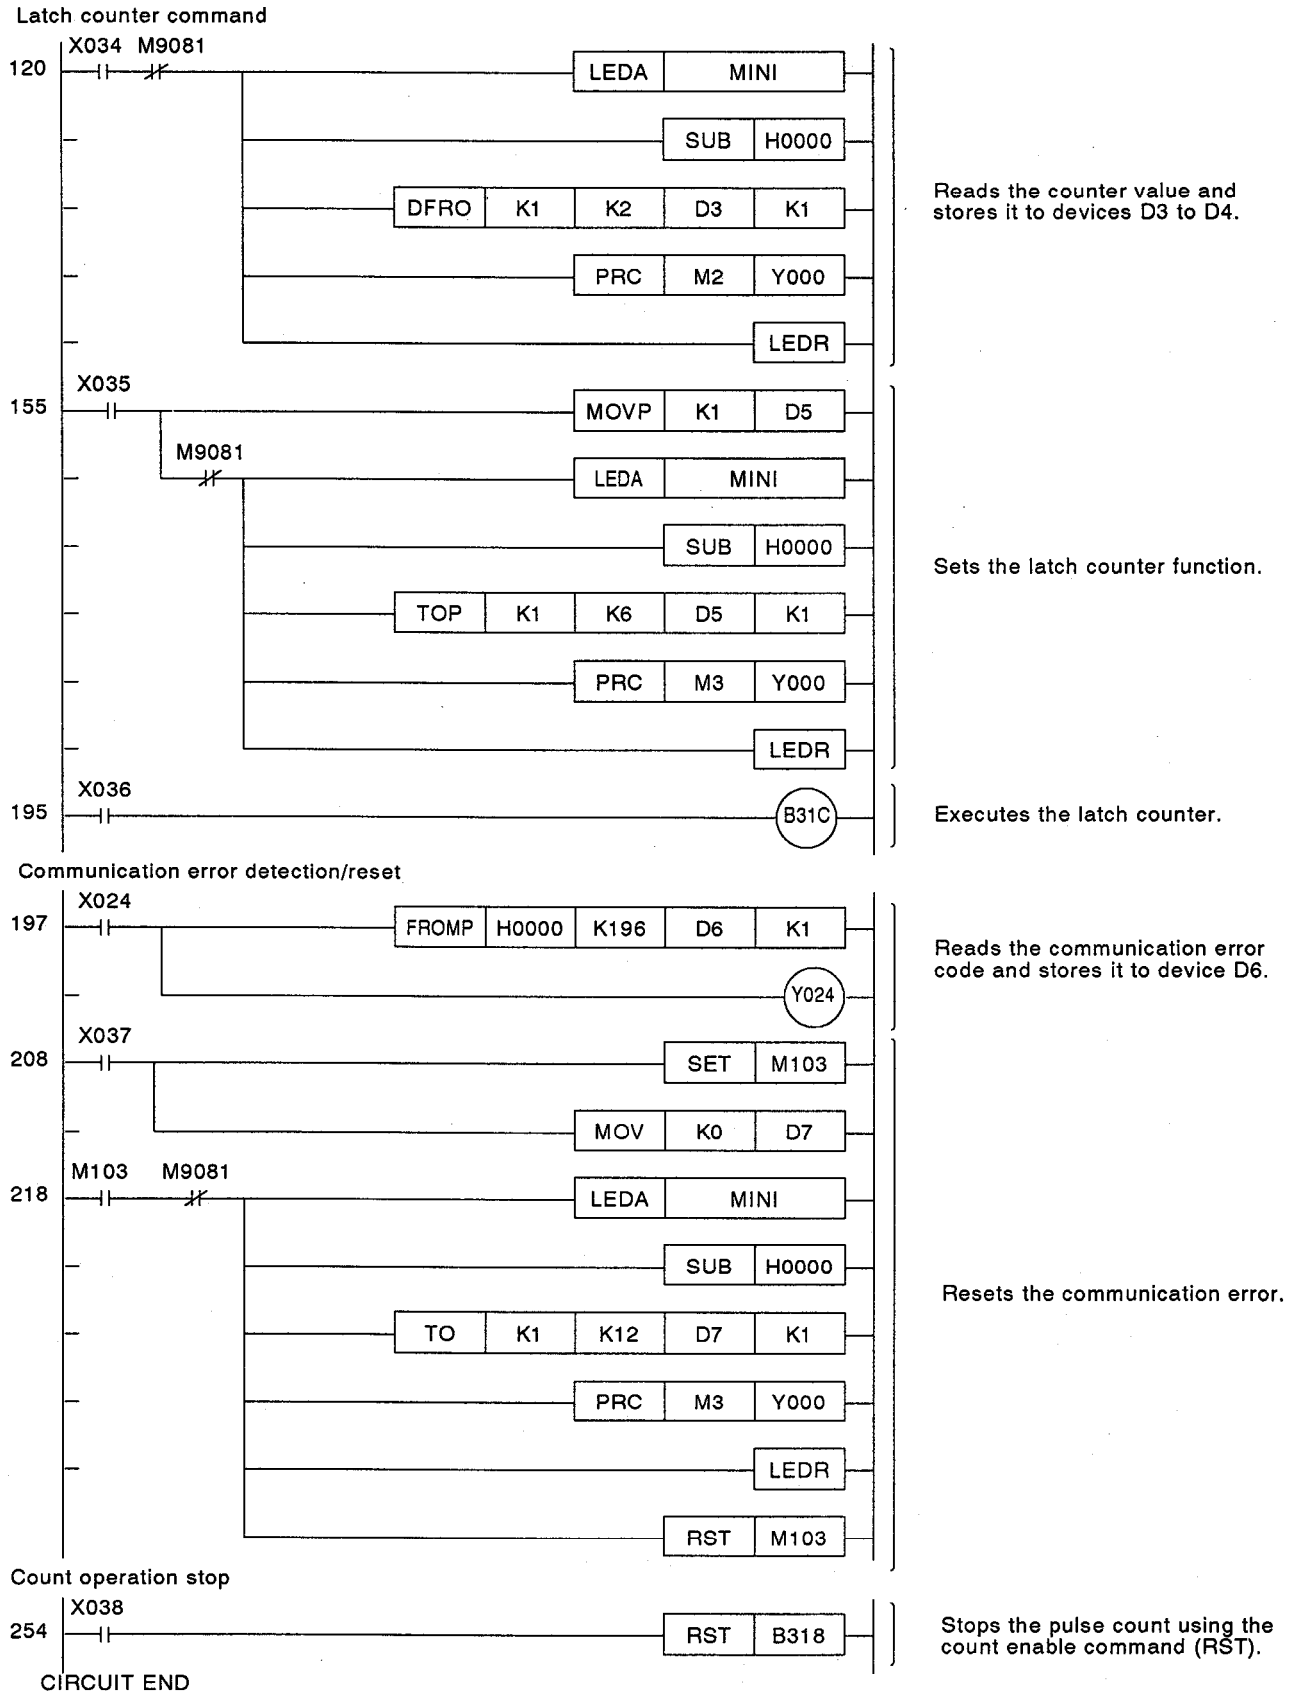 Latch counter command
X034 M9081
120 LEDA MINI
SUB H0000
DFRO K1 K2 D3 K1
Reads the counter value and
stores it to devices D3 to D4.
PRC M2 Y000
LEDR
X035
155 MOVP K1 D5
M9081
LEDA MINI
SUB H0000
Sets the latch counter function.
TOP K1 K6 D5 K1
PRC M3 Y000
LEDR
X036
195 B31C
Executes the latch counter.
Communication error detection/reset
X024
197 FROMP H0000 K196 D6 K1
Reads the communication error
code and stores it to device D6.
Y024
X037
208 SET M103
MOV K0 D7
M103 M9081
218 LEDA MINI
SUB H0000
Resets the communication error.
TO K1 K12 D7 K1
PRC M3 Y000
LEDR
RST M103
Count operation stop
X038
254 RST B318
Stops the pulse count using the
count enable command (RST).
CIRCUIT END